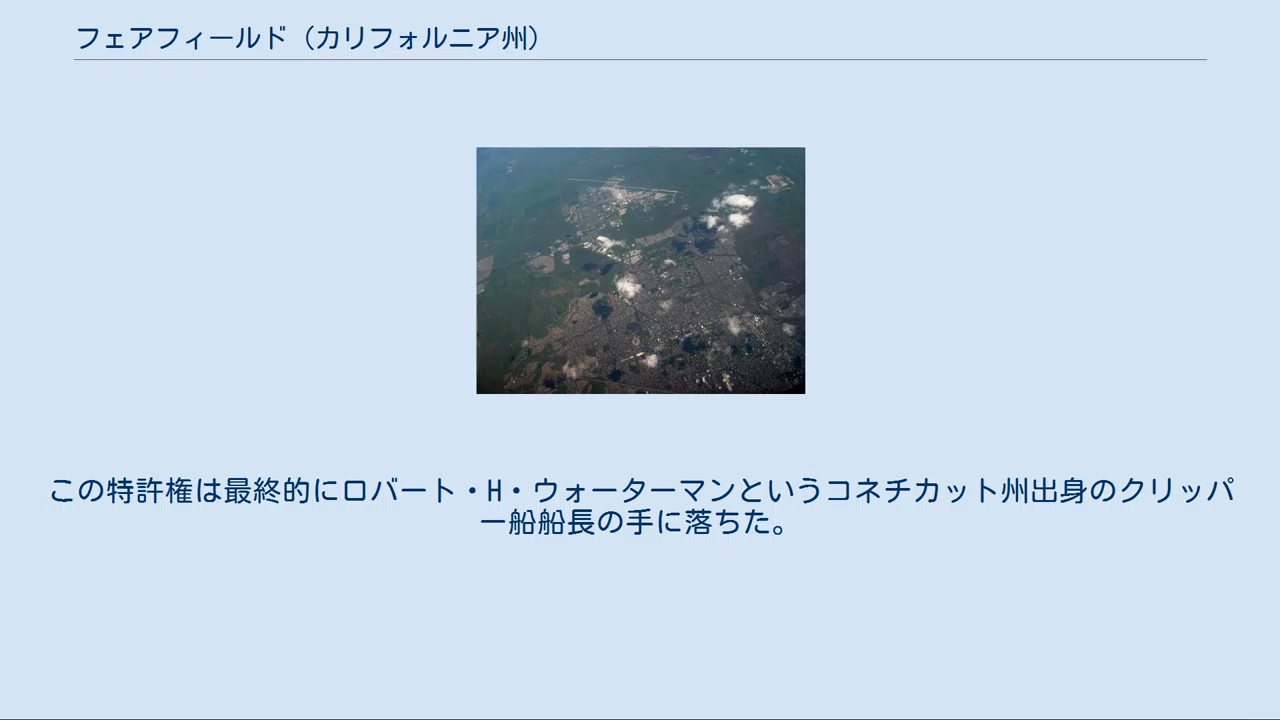 フェアフィールド（カリフォルニア州）
この特許権は最終的にロバート・H・ウォーターマンというコネチカット州出身のクリッパ
ー船船長の手に落ちた。